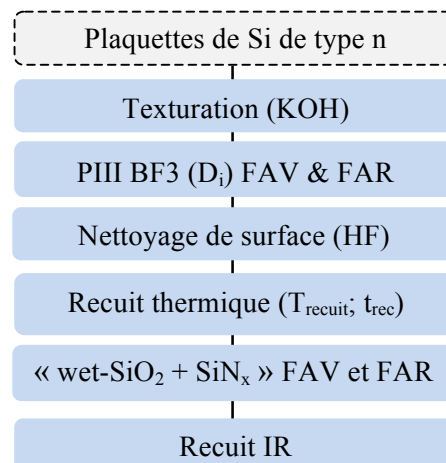 Plaquettes de Si de type n
Texturation (KOH)
PIII BF3 (Di) FAV & FAR
Nettoyage de surface (HF)
Recuit thermique (Trecuit; trec)
« wet-SiO2 + SiNx » FAV et FAR
Recuit IR